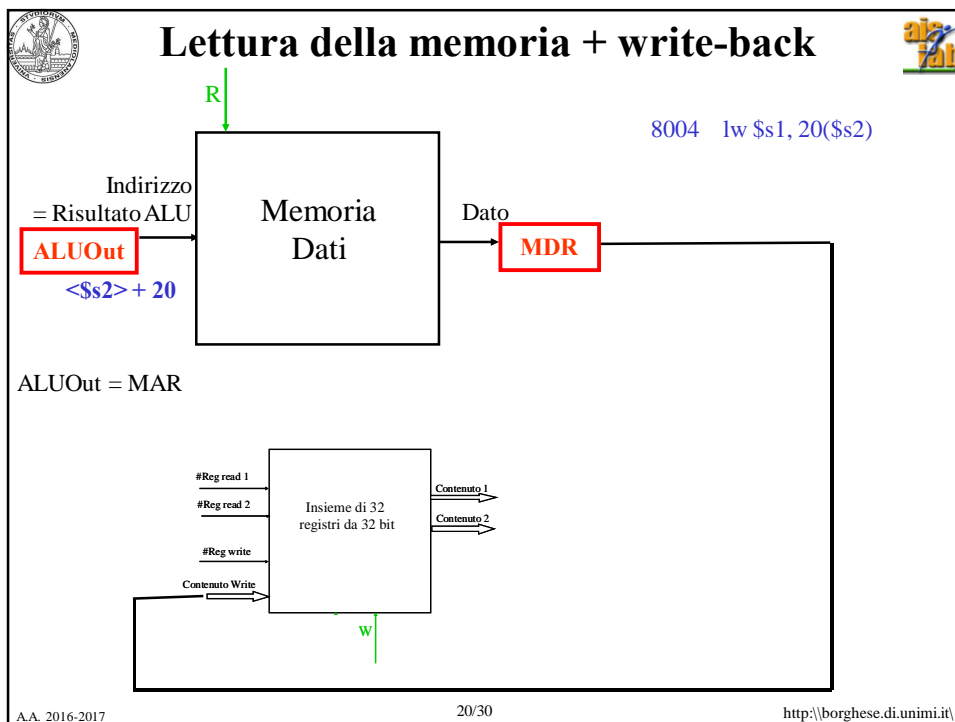 Lettura della memoria + write-back
R
8004 lw $s1, 20($s2)
Indirizzo
= Risultato ALU
Memoria
Dati
Dato
ALUOut
MDR
<$s2> + 20
ALUOut = MAR
#Reg read 1
#Reg read 2
#Reg write
Contenuto Write
Insieme di 32
registri da 32 bit
Contenuto 1
Contenuto 2
W
A.A. 2016-2017
20/30
http:\\borghese.di.unimi.it\